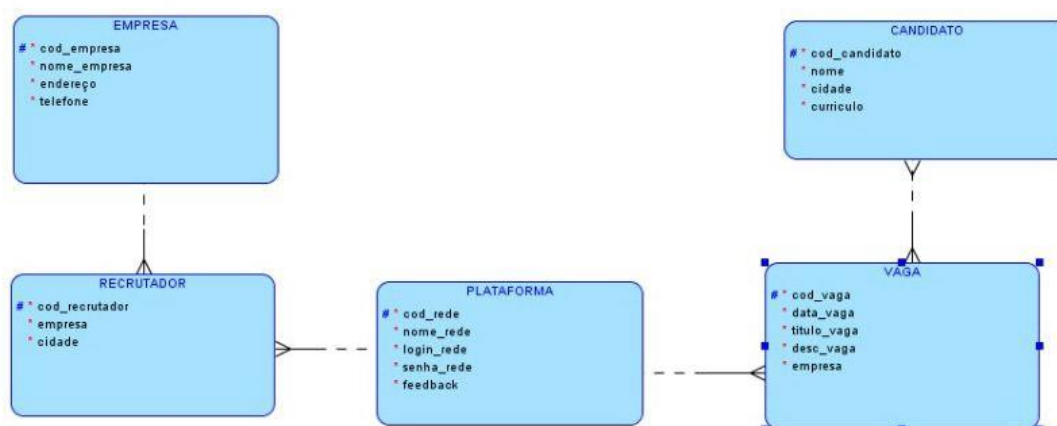 EMPRESA
# * cod_empresa
* nome_empresa
* endereço
* telefone
CANDIDATO
# * cod_candidato
* nome
* cidade
* curriculo
RECRUTADOR
# * cod_recrutador
* empresa
* cidade
PLATAFORMA
# * cod_rede
* nome_rede
* login_rede
* senha_rede
* feedback
VAGA
# * cod_vaga
* data_vaga
* titulo_vaga
* desc_vaga
* empresa